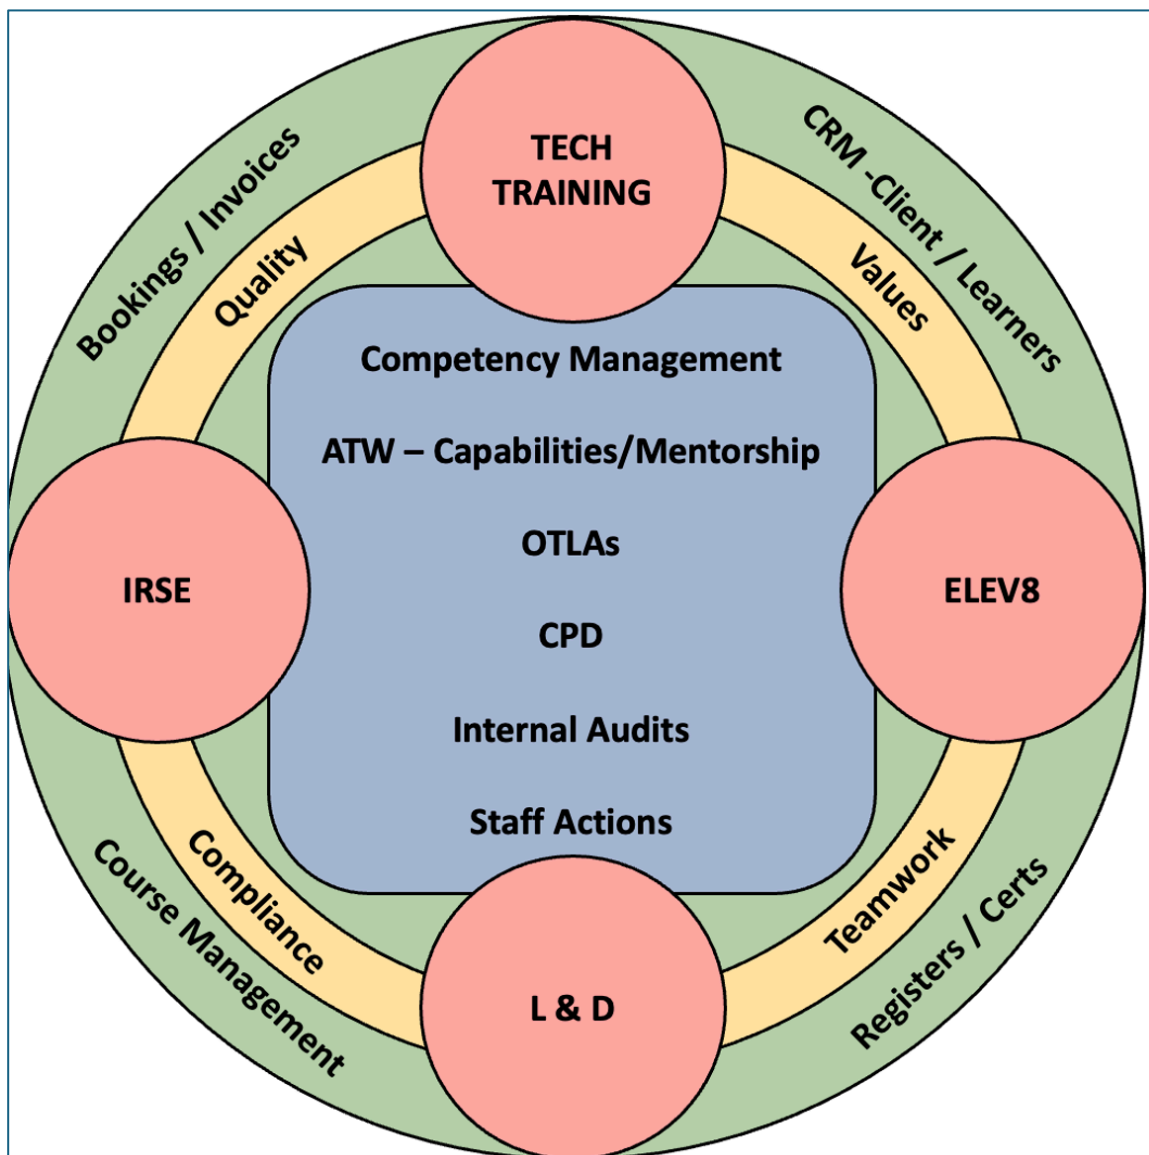 TECH
TRAINING
Bookings / Invoices
CRM -Client / Learners
Quality
Values
Competency Management
ATW – Capabilities/Mentorship
OTLAs
IRSE
ELEV8
CPD
Internal Audits
Staff Actions
Compliance
Teamwork
Course Management
Registers / Certs
L & D